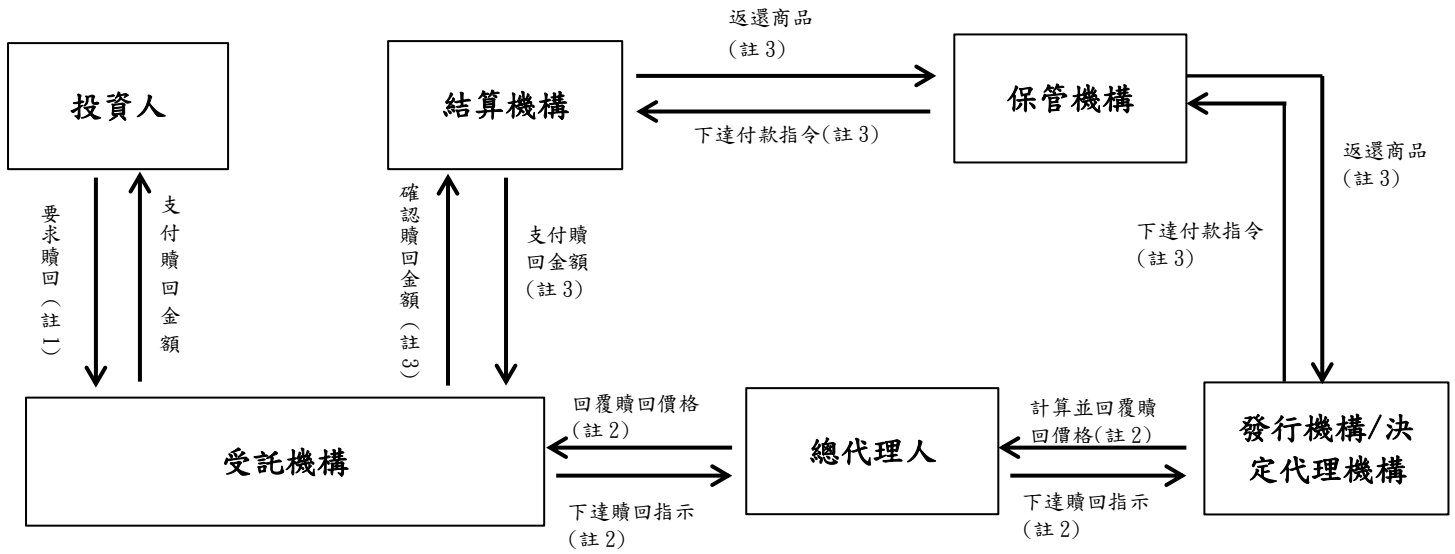 返還商品
(註 3)
投資人
結算機構
保管機構
下達付款指令(註 3)
返還商品
(註 3)
要求贖回(註 1)
支付贖回金額
確認贖回金額(註 3)
支付贖
回金額
(註 3)
下達付款指令
(註 3)
受託機構
回覆贖回價格
(註 2)
下達贖回指示
(註 2)
總代理人
計算並回覆贖
回價格(註 2)
下達贖回指示
(註 2)
發行機構/決
定代理機構